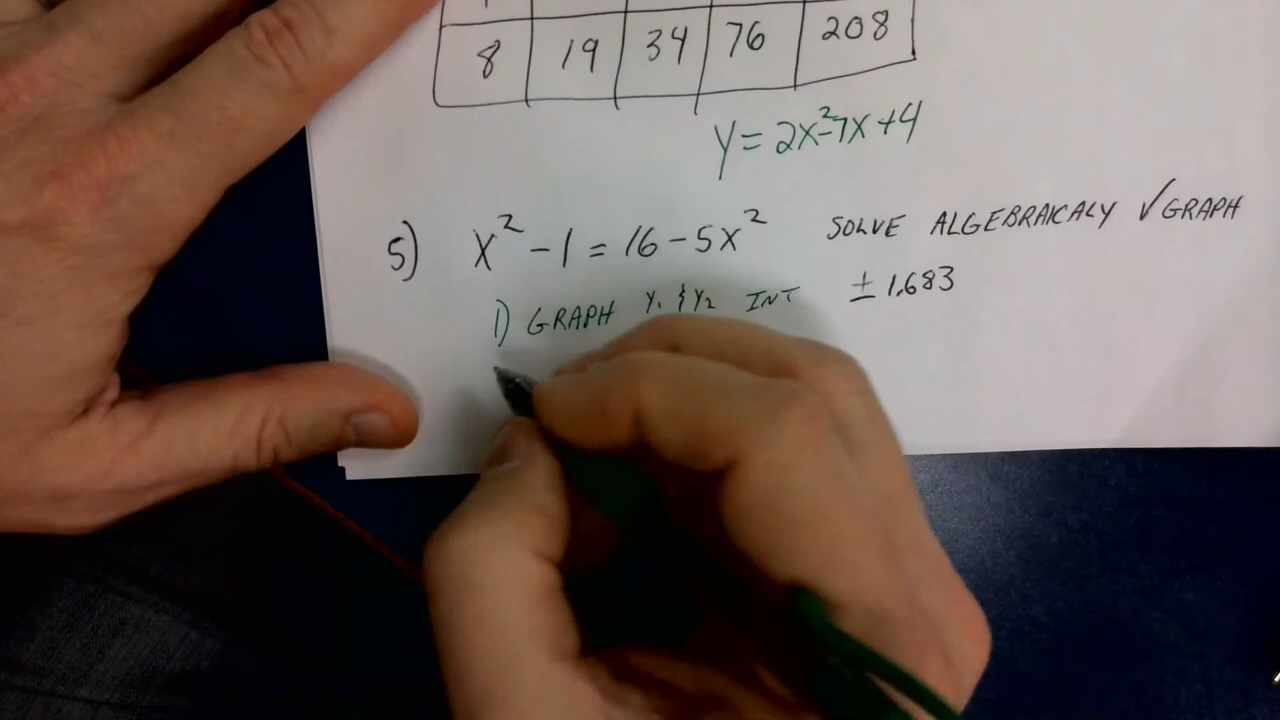 8 19 34 76 208
y = 2x²-7x+4
5) x² - 1 = 16 - 5x² SOLVE ALGEBRAICALY √GRAPH
± 1.683
1) GRAPH Y₁ & Y₂ INT